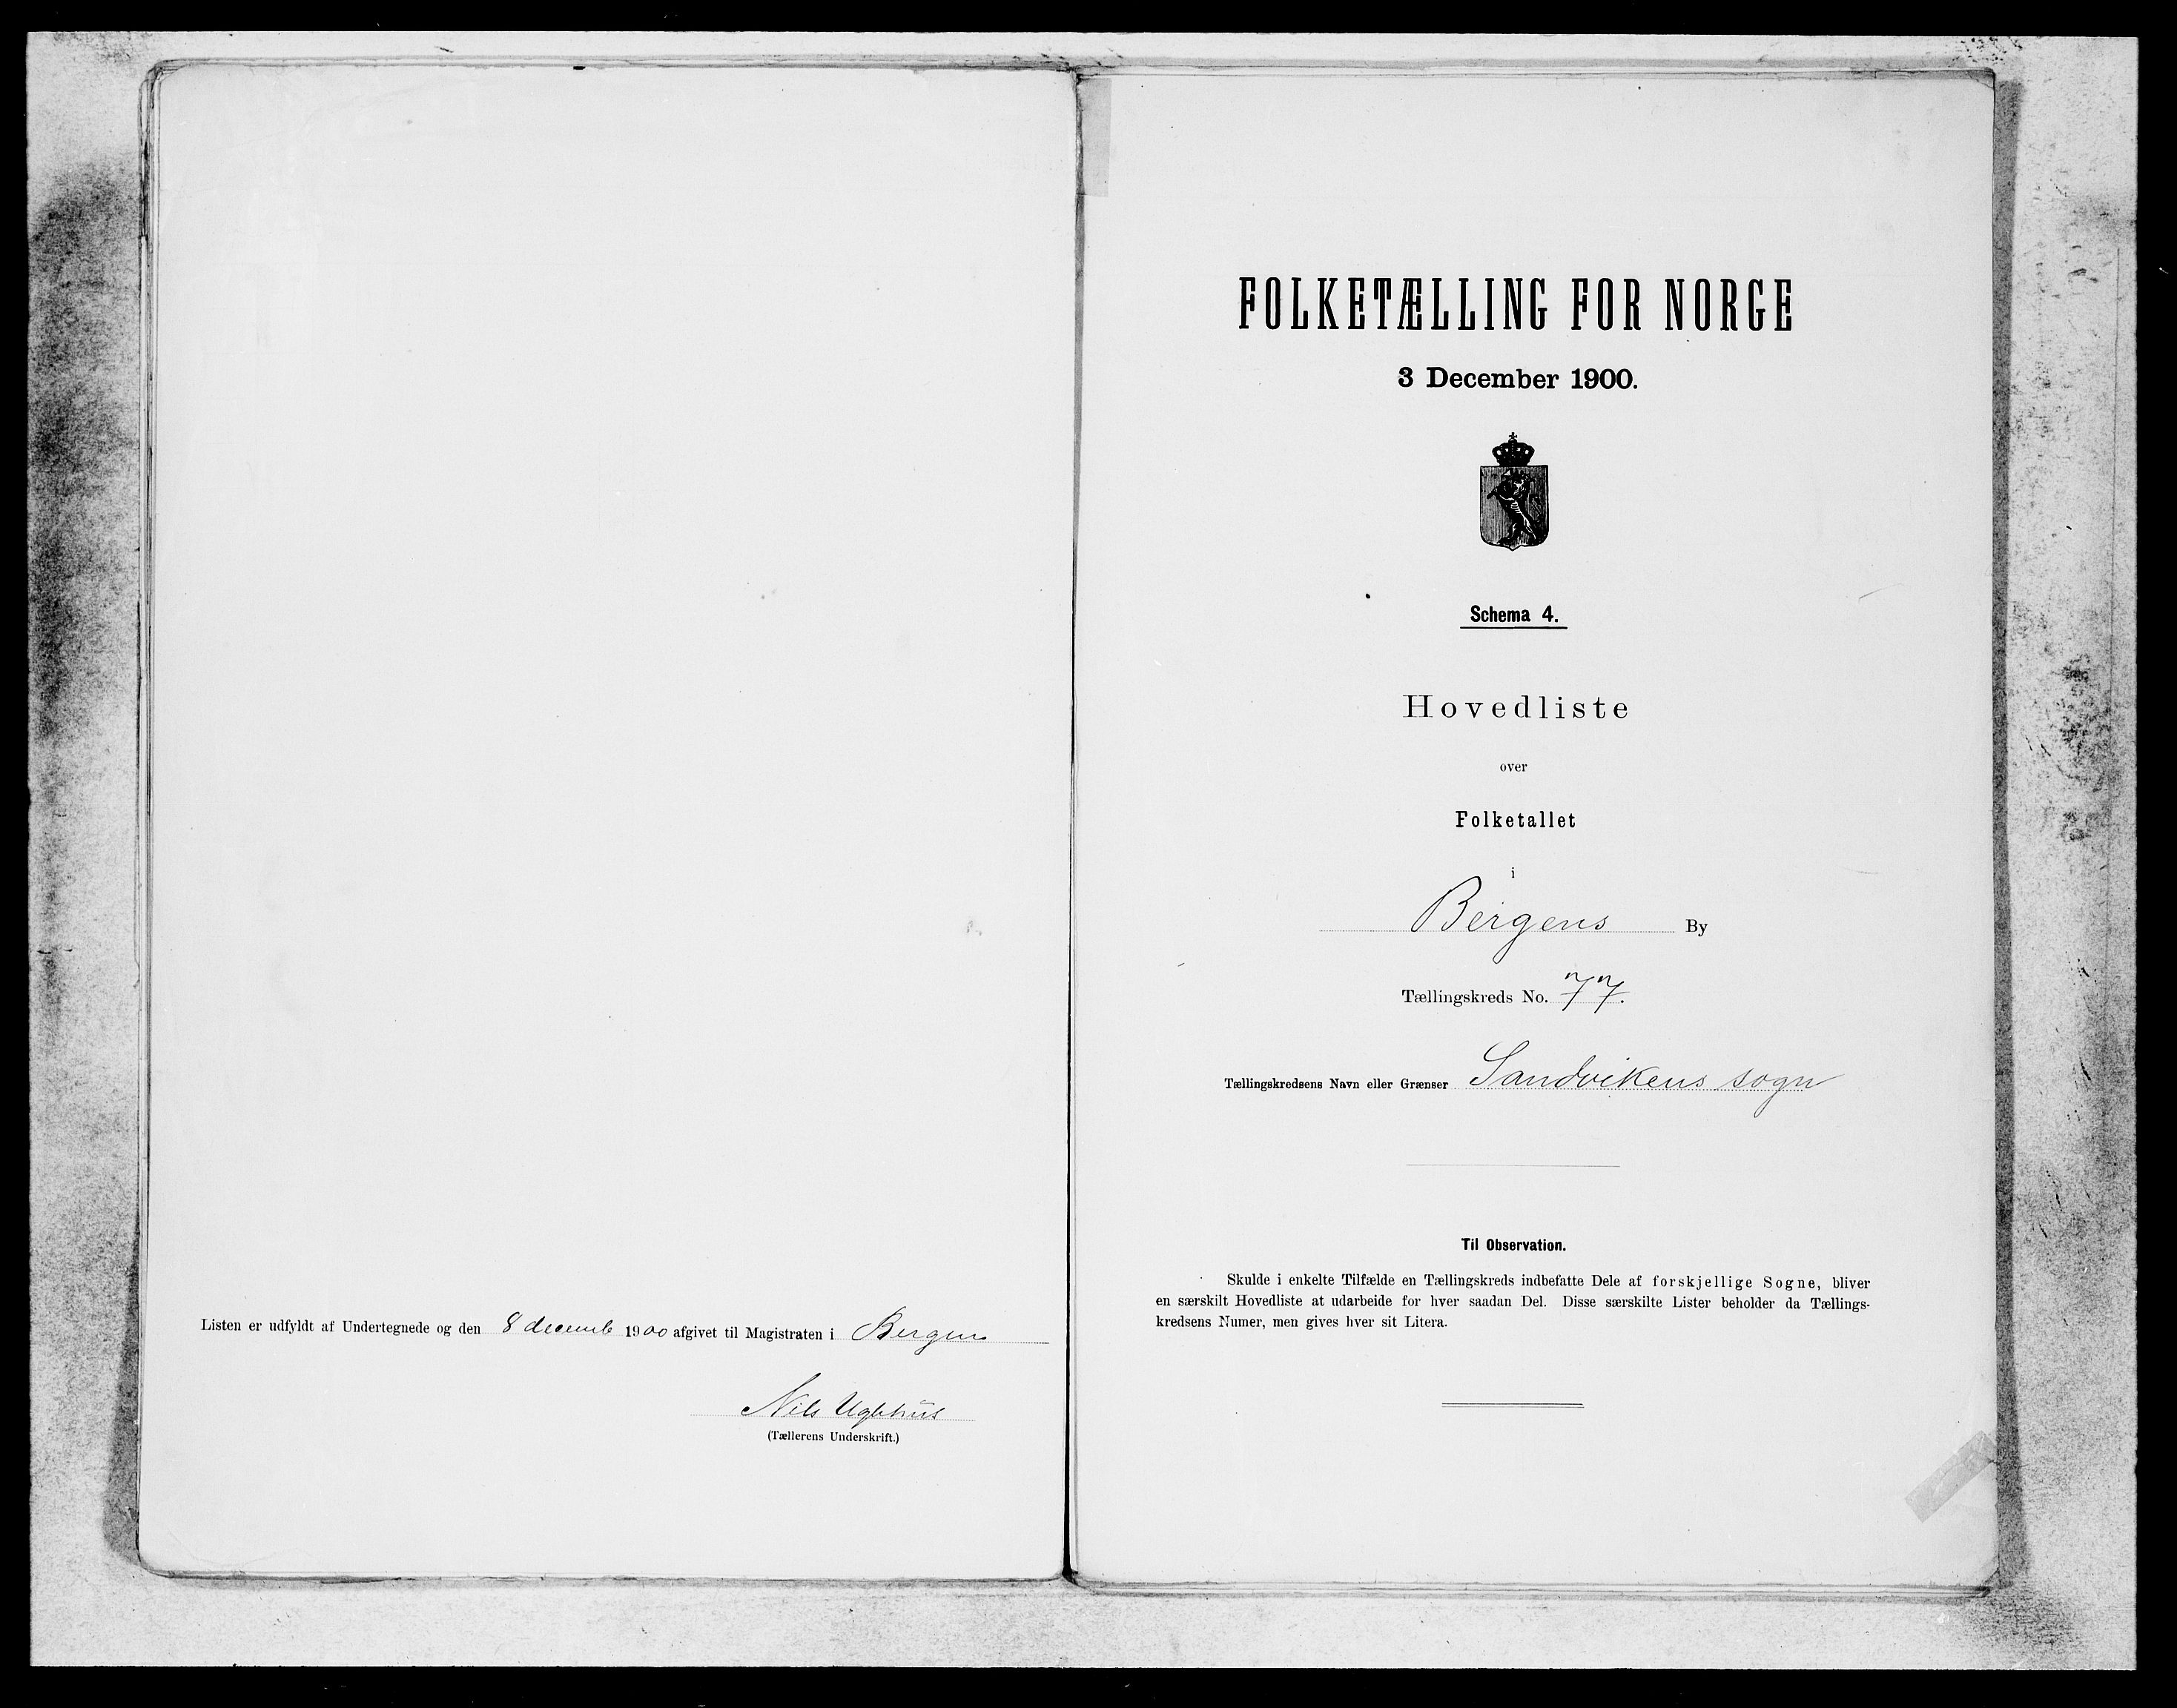 Listen er udfyldt af Undertegnede og den 8 decemb 1900 afgivet til Magistraten i Bergen
Nils Uglehus
(Tællerens Underskrift.)
FOLKETÆLLING FOR NORGE
3 December 1900.
Schema 4.
Hovedliste
over
Folketallet
i
Bergens By
Tællingskreds No. 77.
Tællingskredsens Navn eller Grænser Sandvikens sogn
Til Observation.
Skulde i enkelte Tilfælde en Tællingskreds indbefatte Dele af forskjellige Sogne, bliver
en særskilt Hovedliste at udarbeide for hver saadan Del. Disse særskilte Lister beholder da Tællings-
kredsens Numer, men gives hver sit Litera.